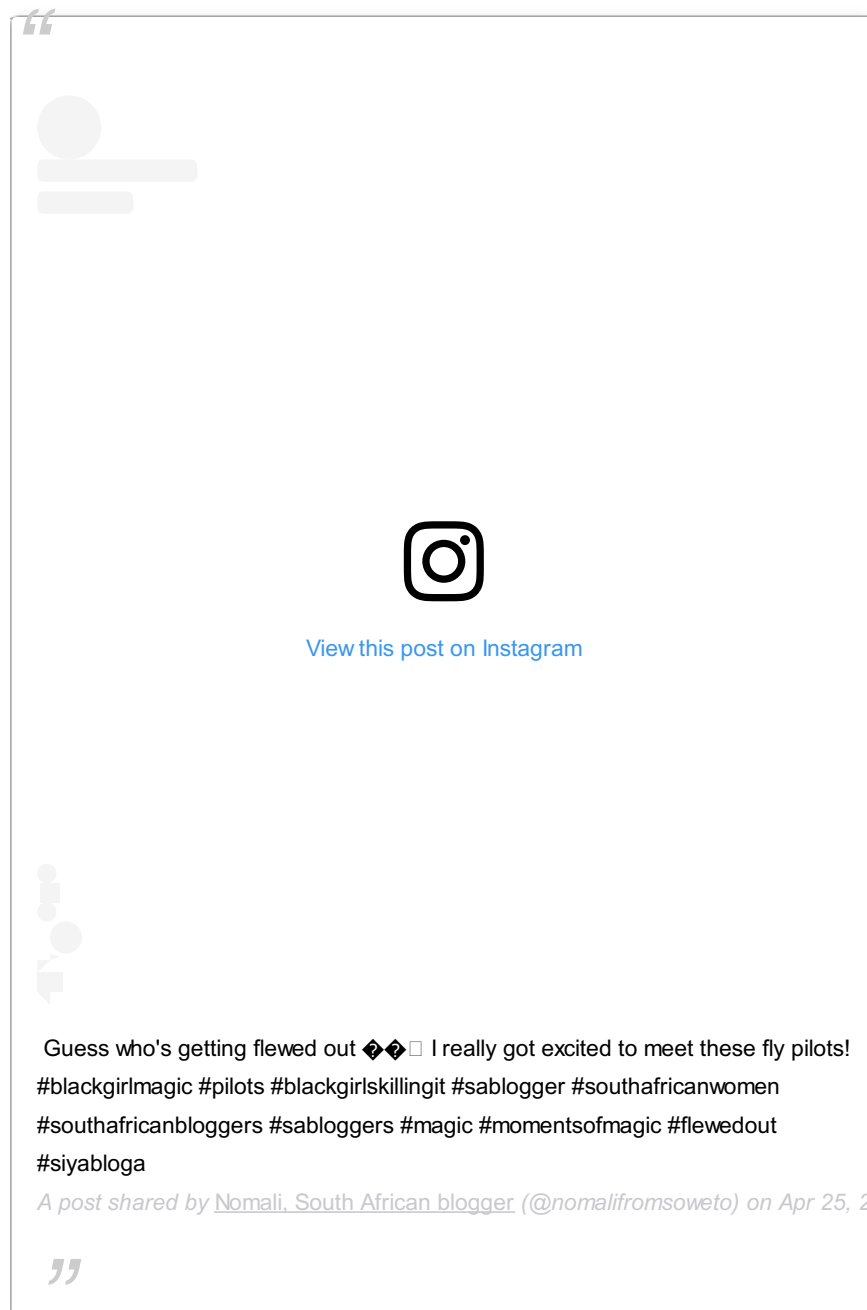 “
View this post on Instagram
Guess who's getting flewed out ��□ I really got excited to meet these fly pilots!
#blackgirlmagic #pilots #blackgirlskillingit #sablogger #southafricanwomen
#southafricanbloggers #sabloggers #magic #momentsofmagic #flewedout
#siyabloga
A post shared by Nomali, South African blogger (@nomalifromsoweto) on Apr 25, 2
”